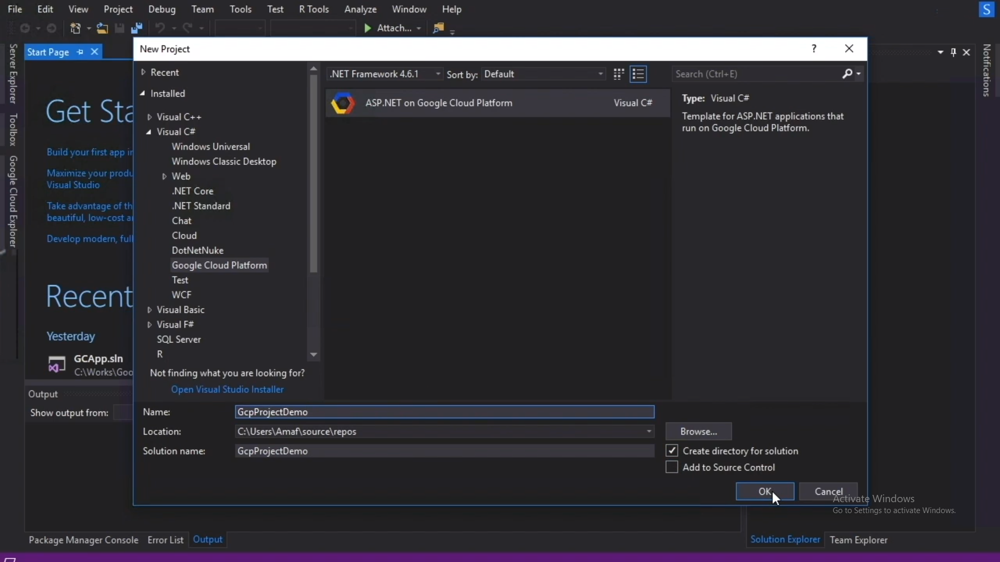 File Edit View Project Debug Team Tools Test R Tools Analyze Window Help
S
Attach...
Server Explorer
Toolbox
Google Cloud Explorer
Start Page
Get Sta
Build your first app in
Maximize your produ
Visual Studio
Take advantage of th
beautiful, low-cost a
Develop modern, full
Recent
Yesterday
GCApp.sln
C:\Works\Goo
Output
Show output from:
New Project
?
Recent
Installed
Visual C++
Visual C#
Windows Universal
Windows Classic Desktop
Web
.NET Core
.NET Standard
Chat
Cloud
DotNetNuke
Google Cloud Platform
Test
WCF
Visual Basic
Visual F#
SQL Server
R
Not finding what you are looking for?
Open Visual Studio Installer
.NET Framework 4.6.1 Sort by: Default
Search (Ctrl+E)
ASP.NET on Google Cloud Platform Visual C#
Type: Visual C#
Template for ASP.NET applications that
run on Google Cloud Platform.
Name: GcpProjectDemo
Location: C:\Users\Amaf\source\repos
Browse...
Solution name: GcpProjectDemo
Create directory for solution
Add to Source Control
OK Cancel
Activate Windows
Go to Settings to activate Windows.
Notifications
Package Manager Console Error List Output
Solution Explorer Team Explorer